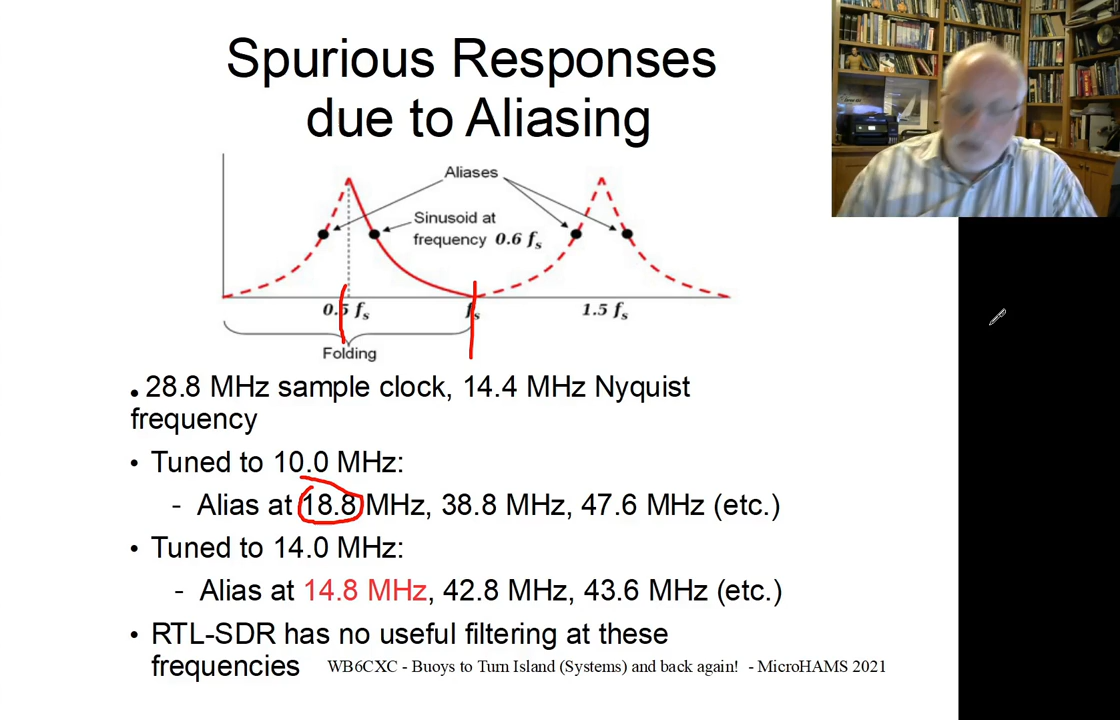 Spurious Responses
due to Aliasing
Aliases
Sinusoid at
frequency 0.6 fs
0.5 fs
fs
1.5 fs
Folding
• 28.8 MHz sample clock, 14.4 MHz Nyquist
frequency
• Tuned to 10.0 MHz:
- Alias at 18.8 MHz, 38.8 MHz, 47.6 MHz (etc.)
• Tuned to 14.0 MHz:
- Alias at 14.8 MHz, 42.8 MHz, 43.6 MHz (etc.)
• RTL-SDR has no useful filtering at these
frequencies
WB6CXC - Buoys to Turn Island (Systems) and back again! - MicroHAMS 2021